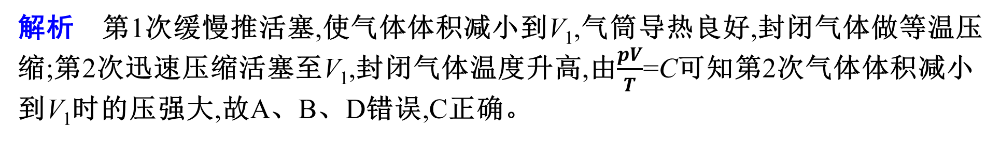 解析　第1次缓慢推活塞,使气体体积减小到V₁,气筒导热良好,封闭气体做等温压
缩;第2次迅速压缩活塞至V₁,封闭气体温度升高,由pV/T=C可知第2次气体体积减小
到V₁时的压强大,故A、B、D错误,C正确。